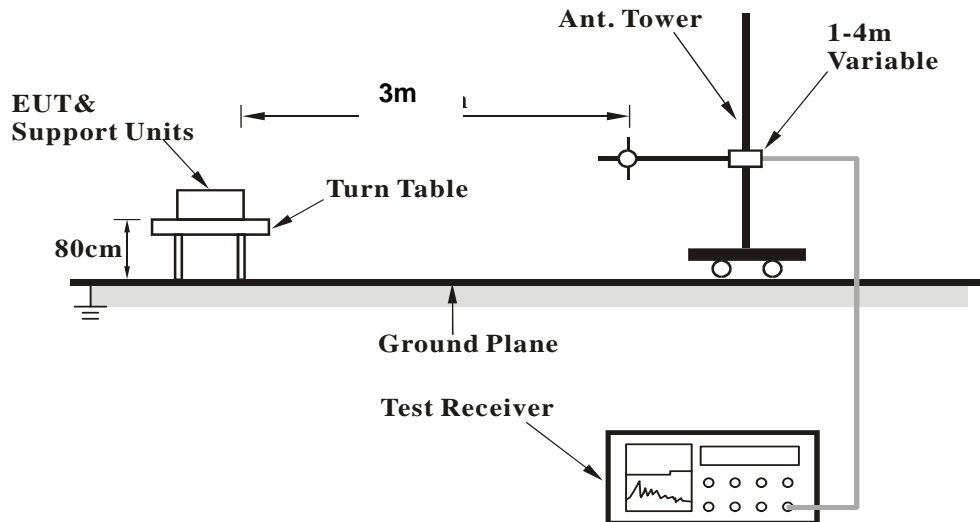 Ant. Tower
1-4m
Variable
3m
EUT&
Support Units
Turn Table
80cm
Ground Plane
Test Receiver